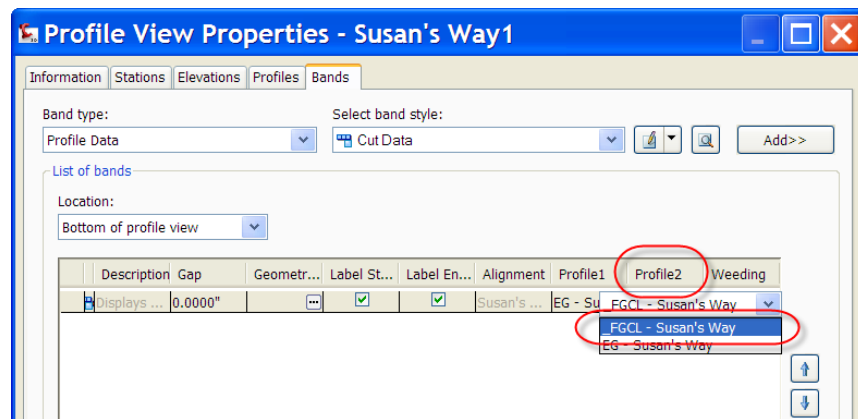 Profile View Properties - Susan's Way1
Information Stations Elevations Profiles Bands
Band type: Select band style:
Profile Data Cut Data Add>>
List of bands
Location:
Bottom of profile view
Description Gap Geometr... Label St... Label En... Alignment Profile1 Profile2 Weeding
Displays ... 0.0000" Susan's ... EG - Su _FGCL - Susan's Way
_FGCL - Susan's Way
EG - Susan's Way